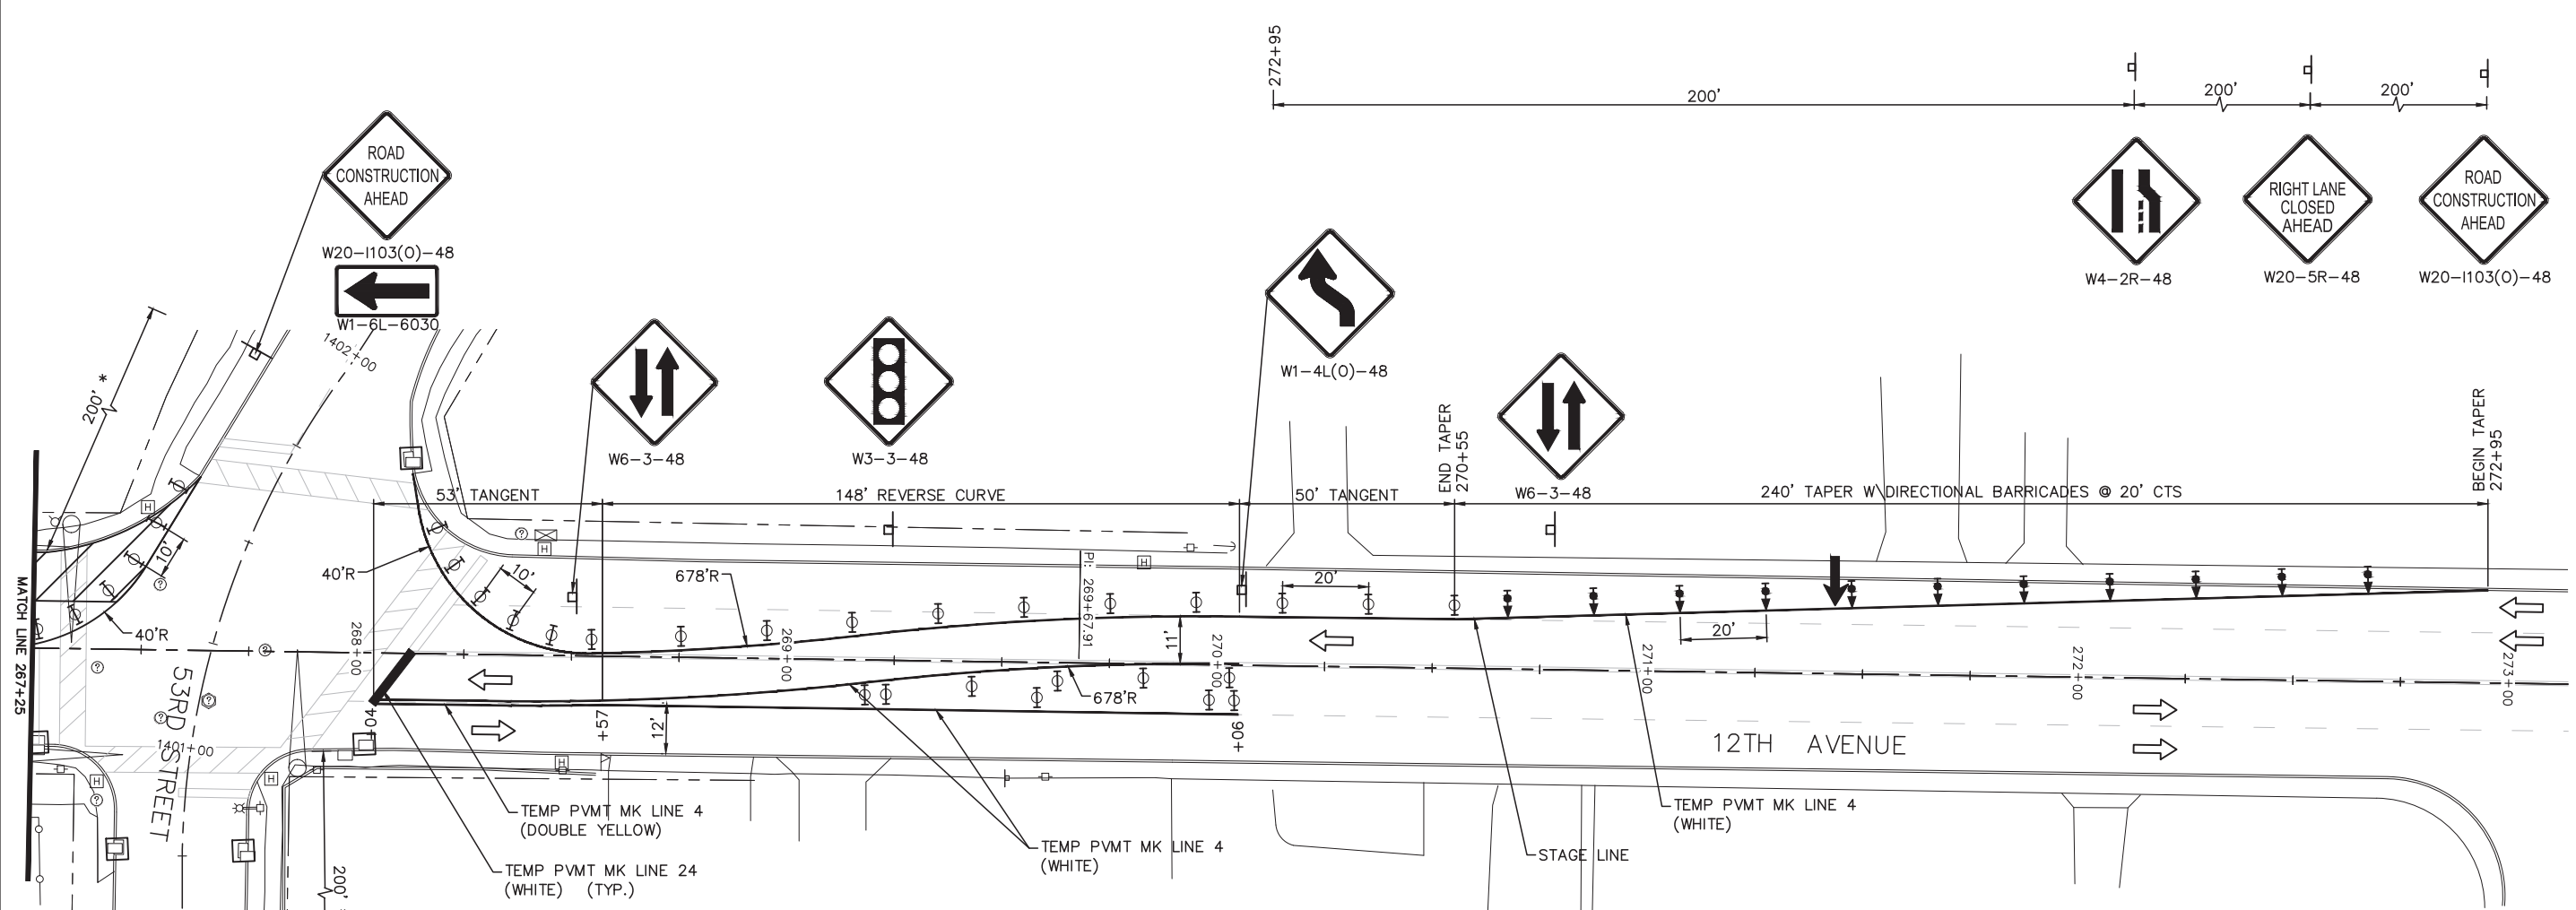 272+95
200'
200'
200'
ROAD
CONSTRUCTION
AHEAD
W20-I103(O)-48
W1-6L-6030
1402+00
200' *
W6-3-48
W3-3-48
W1-4L(O)-48
W6-3-48
W4-2R-48
RIGHT LANE
CLOSED
AHEAD
W20-5R-48
ROAD
CONSTRUCTION
AHEAD
W20-I103(O)-48
53' TANGENT
148' REVERSE CURVE
50' TANGENT
END TAPER
270+55
240' TAPER W\DIRECTIONAL BARRICADES @ 20' CTS
BEGIN TAPER
272+95
MATCH LINE 267+25
H
10'
?
40'R
?
?
?
?
?
53RD STREET
1401+00
H
H
40'R
10'
?
H
678'R
PI: 269+67.91
H
20'
20'
11'
678'R
12'
268+00
269+00
270+00
271+00
272+00
273+00
+04
+57
+90
H
12TH AVENUE
TEMP PVMT MK LINE 4
(DOUBLE YELLOW)
TEMP PVMT MK LINE 24
(WHITE) (TYP.)
TEMP PVMT MK LINE 4
(WHITE)
STAGE LINE
TEMP PVMT MK LINE 4
(WHITE)
200'